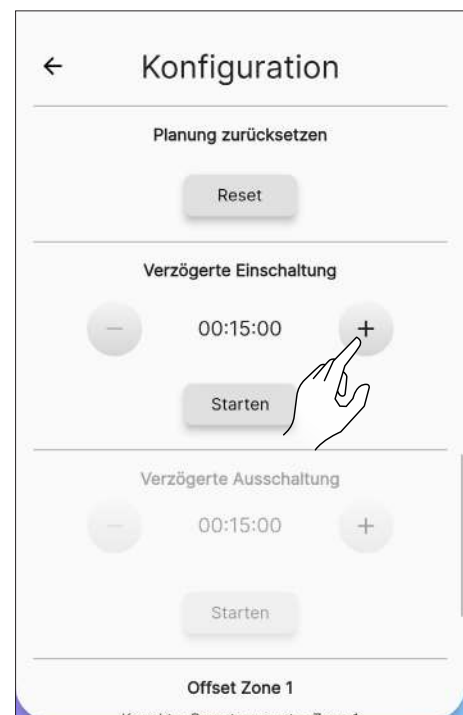 ← Konfiguration
Planung zurücksetzen
Reset
Verzögerte Einschaltung
− 00:15:00 +
Starten
Verzögerte Ausschaltung
− 00:15:00 +
Starten
Offset Zone 1